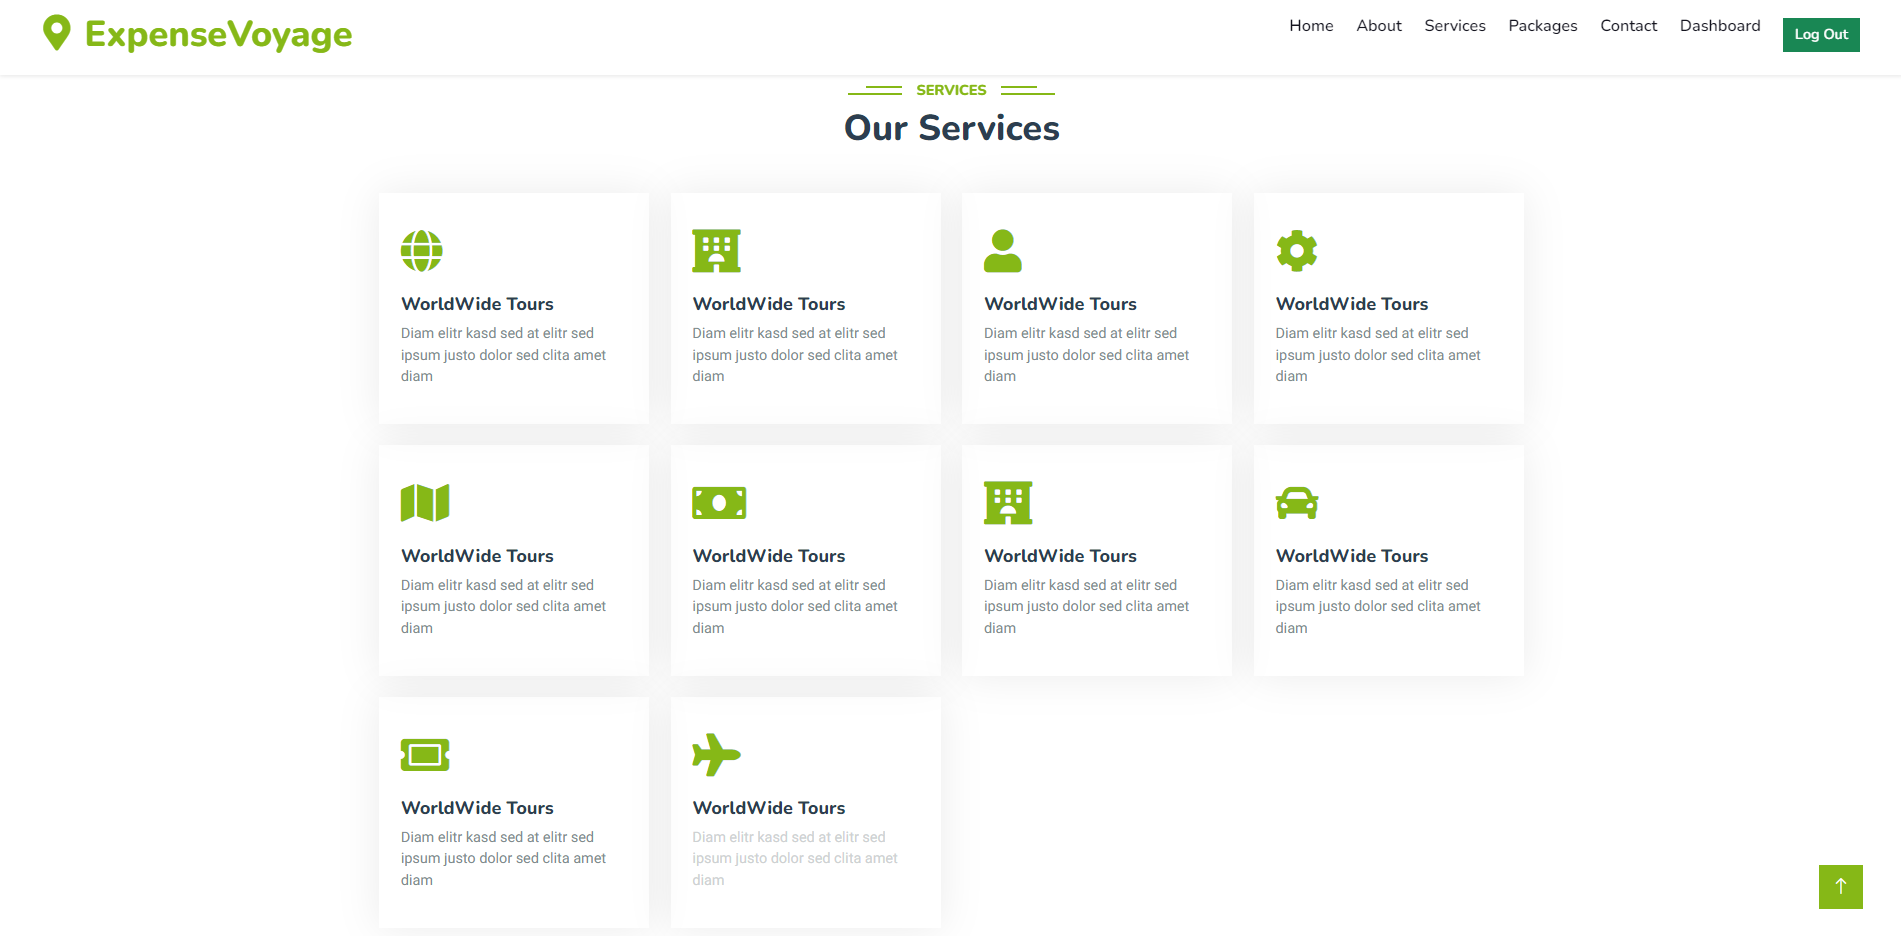 ExpenseVoyage
Home About Services Packages Contact Dashboard Log Out
SERVICES
Our Services
WorldWide Tours
Diam elitr kasd sed at elitr sed
ipsum justo dolor sed clita amet
diam
WorldWide Tours
Diam elitr kasd sed at elitr sed
ipsum justo dolor sed clita amet
diam
WorldWide Tours
Diam elitr kasd sed at elitr sed
ipsum justo dolor sed clita amet
diam
WorldWide Tours
Diam elitr kasd sed at elitr sed
ipsum justo dolor sed clita amet
diam
WorldWide Tours
Diam elitr kasd sed at elitr sed
ipsum justo dolor sed clita amet
diam
WorldWide Tours
Diam elitr kasd sed at elitr sed
ipsum justo dolor sed clita amet
diam
WorldWide Tours
Diam elitr kasd sed at elitr sed
ipsum justo dolor sed clita amet
diam
WorldWide Tours
Diam elitr kasd sed at elitr sed
ipsum justo dolor sed clita amet
diam
WorldWide Tours
Diam elitr kasd sed at elitr sed
ipsum justo dolor sed clita amet
diam
WorldWide Tours
Diam elitr kasd sed at elitr sed
ipsum justo dolor sed clita amet
diam